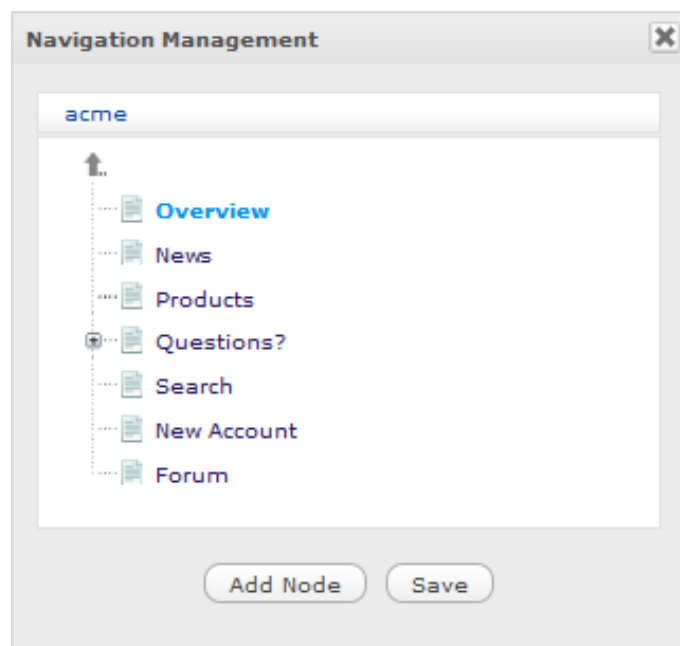 Navigation Management
acme
Overview
News
Products
Questions?
Search
New Account
Forum
Add Node Save